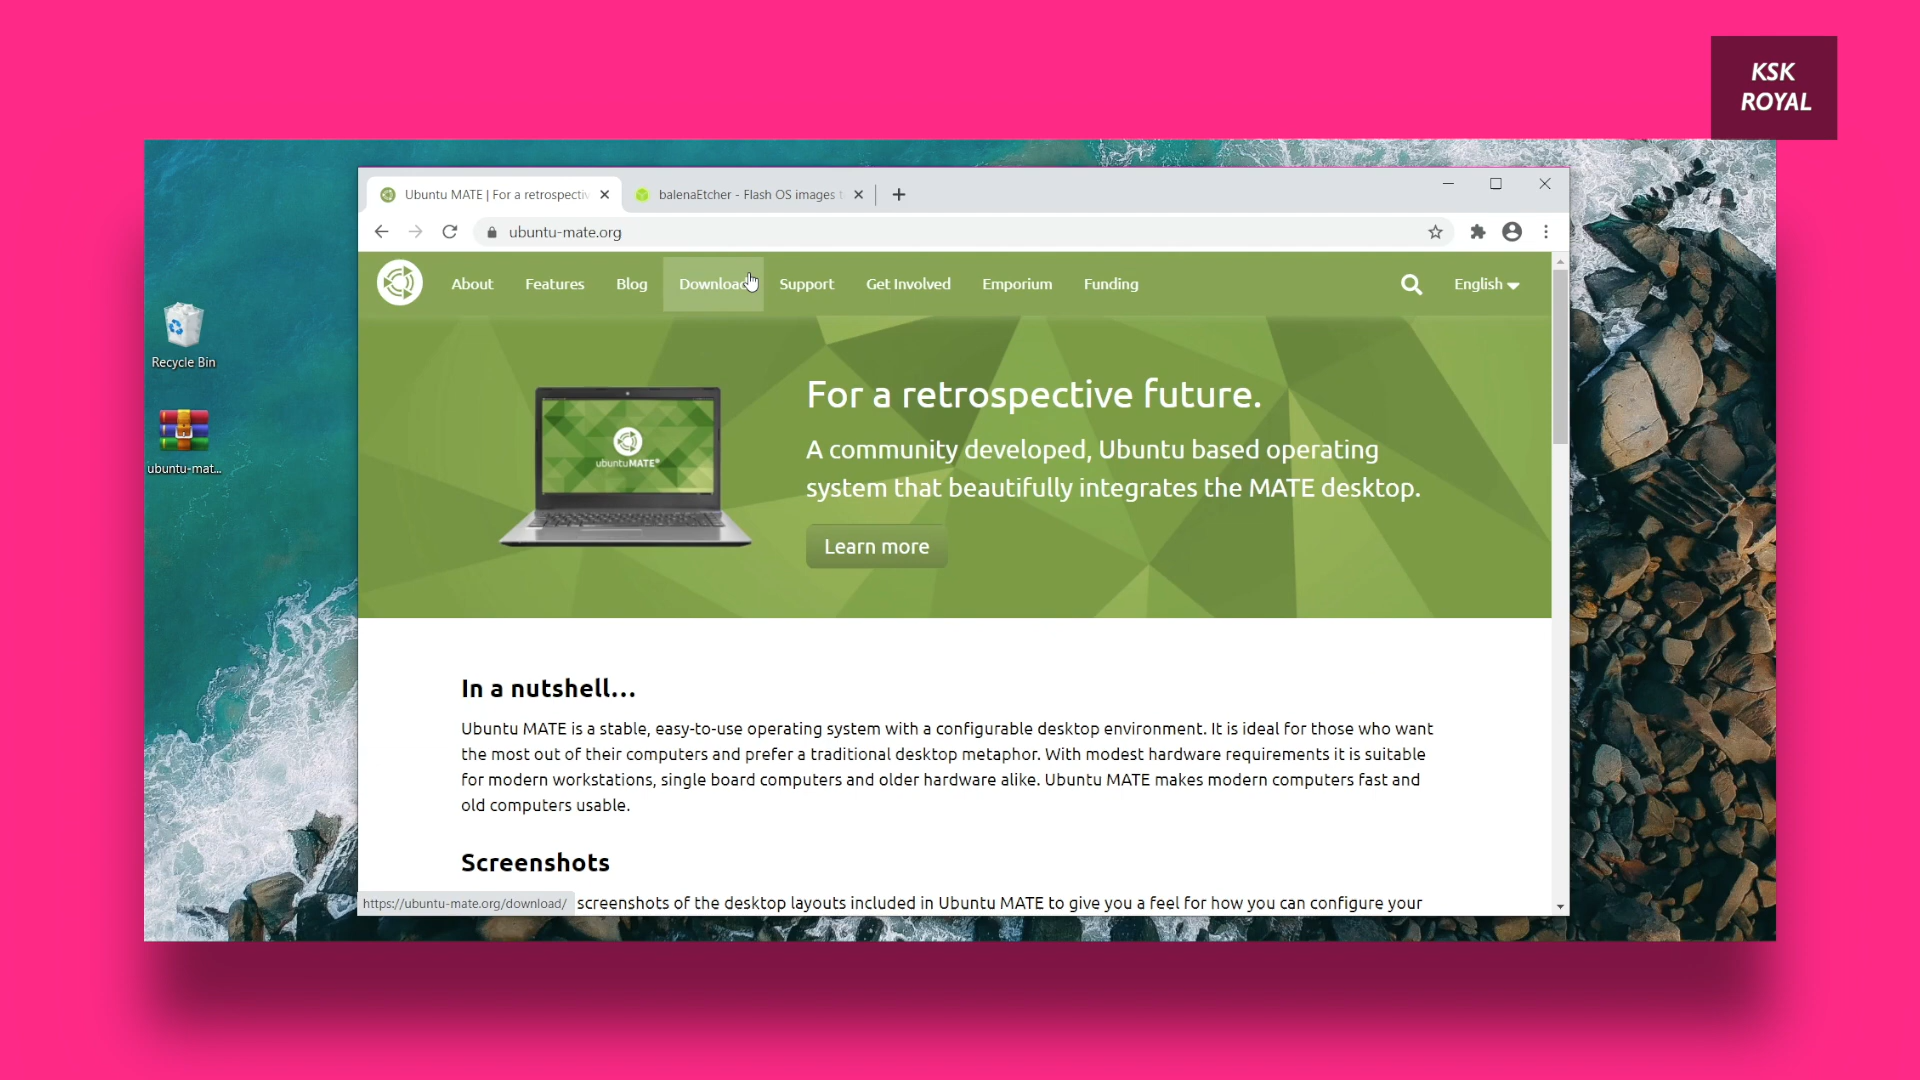 KSK
ROYAL
Ubuntu MATE | For a retrospectiv
balenaEtcher - Flash OS images t
ubuntu-mate.org
About Features Blog Download Support Get Involved Emporium Funding English
Recycle Bin
ubuntu-mat...
For a retrospective future.
A community developed, Ubuntu based operating
system that beautifully integrates the MATE desktop.
ubuntuMATE
Learn more
In a nutshell...
Ubuntu MATE is a stable, easy-to-use operating system with a configurable desktop environment. It is ideal for those who want
the most out of their computers and prefer a traditional desktop metaphor. With modest hardware requirements it is suitable
for modern workstations, single board computers and older hardware alike. Ubuntu MATE makes modern computers fast and
old computers usable.
Screenshots
https://ubuntu-mate.org/download/ screenshots of the desktop layouts included in Ubuntu MATE to give you a feel for how you can configure your